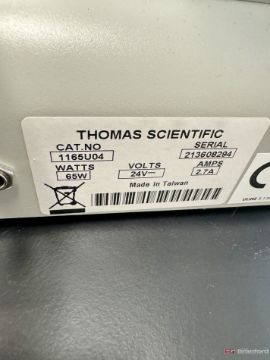 THOMAS SCIENTIFIC
CAT.NO SERIAL
1165U04 213608294
WATTS VOLTS AMPS
65W 24V⎓ 2.7A
Made In Taiwan